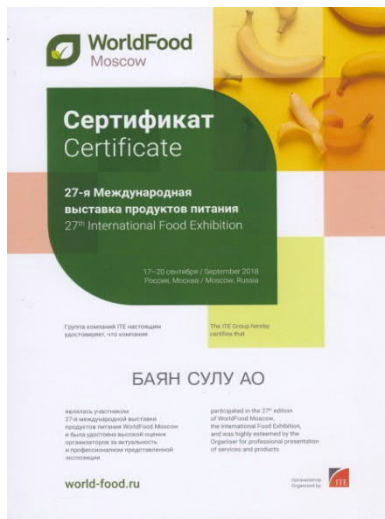 WorldFood
Moscow
Сертификат
Certificate
27-я Международная
выставка продуктов питания
27th International Food Exhibition
17–20 сентября / September 2018
Россия, Москва / Moscow, Russia
Группа компаний ITE настоящим
удостоверяет, что компания
The ITE Group hereby
certifies that
БАЯН СУЛУ АО
являлась участником
27-й международной выставки
продуктов питания WorldFood Moscow
и была удостоена высокой оценки
организаторов за актуальность
и профессионализм представленной
экспозиции
participated in the 27th edition
of WorldFood Moscow,
the International Food Exhibition,
and was highly esteemed by the
Organiser for professional presentation
of services and products
world-food.ru
Организатор
Organised by
ITE